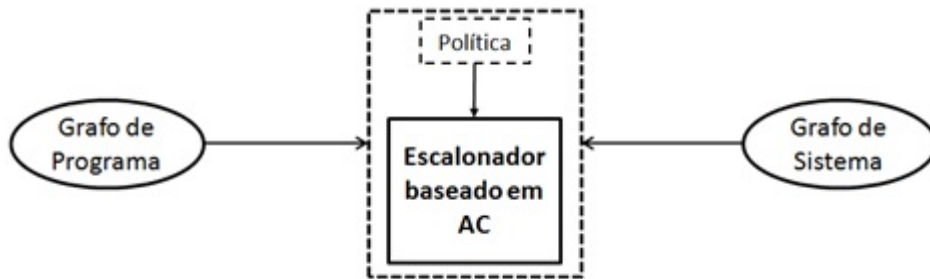 Política
Grafo de
Programa
Escalonador
baseado em
AC
Grafo de
Sistema